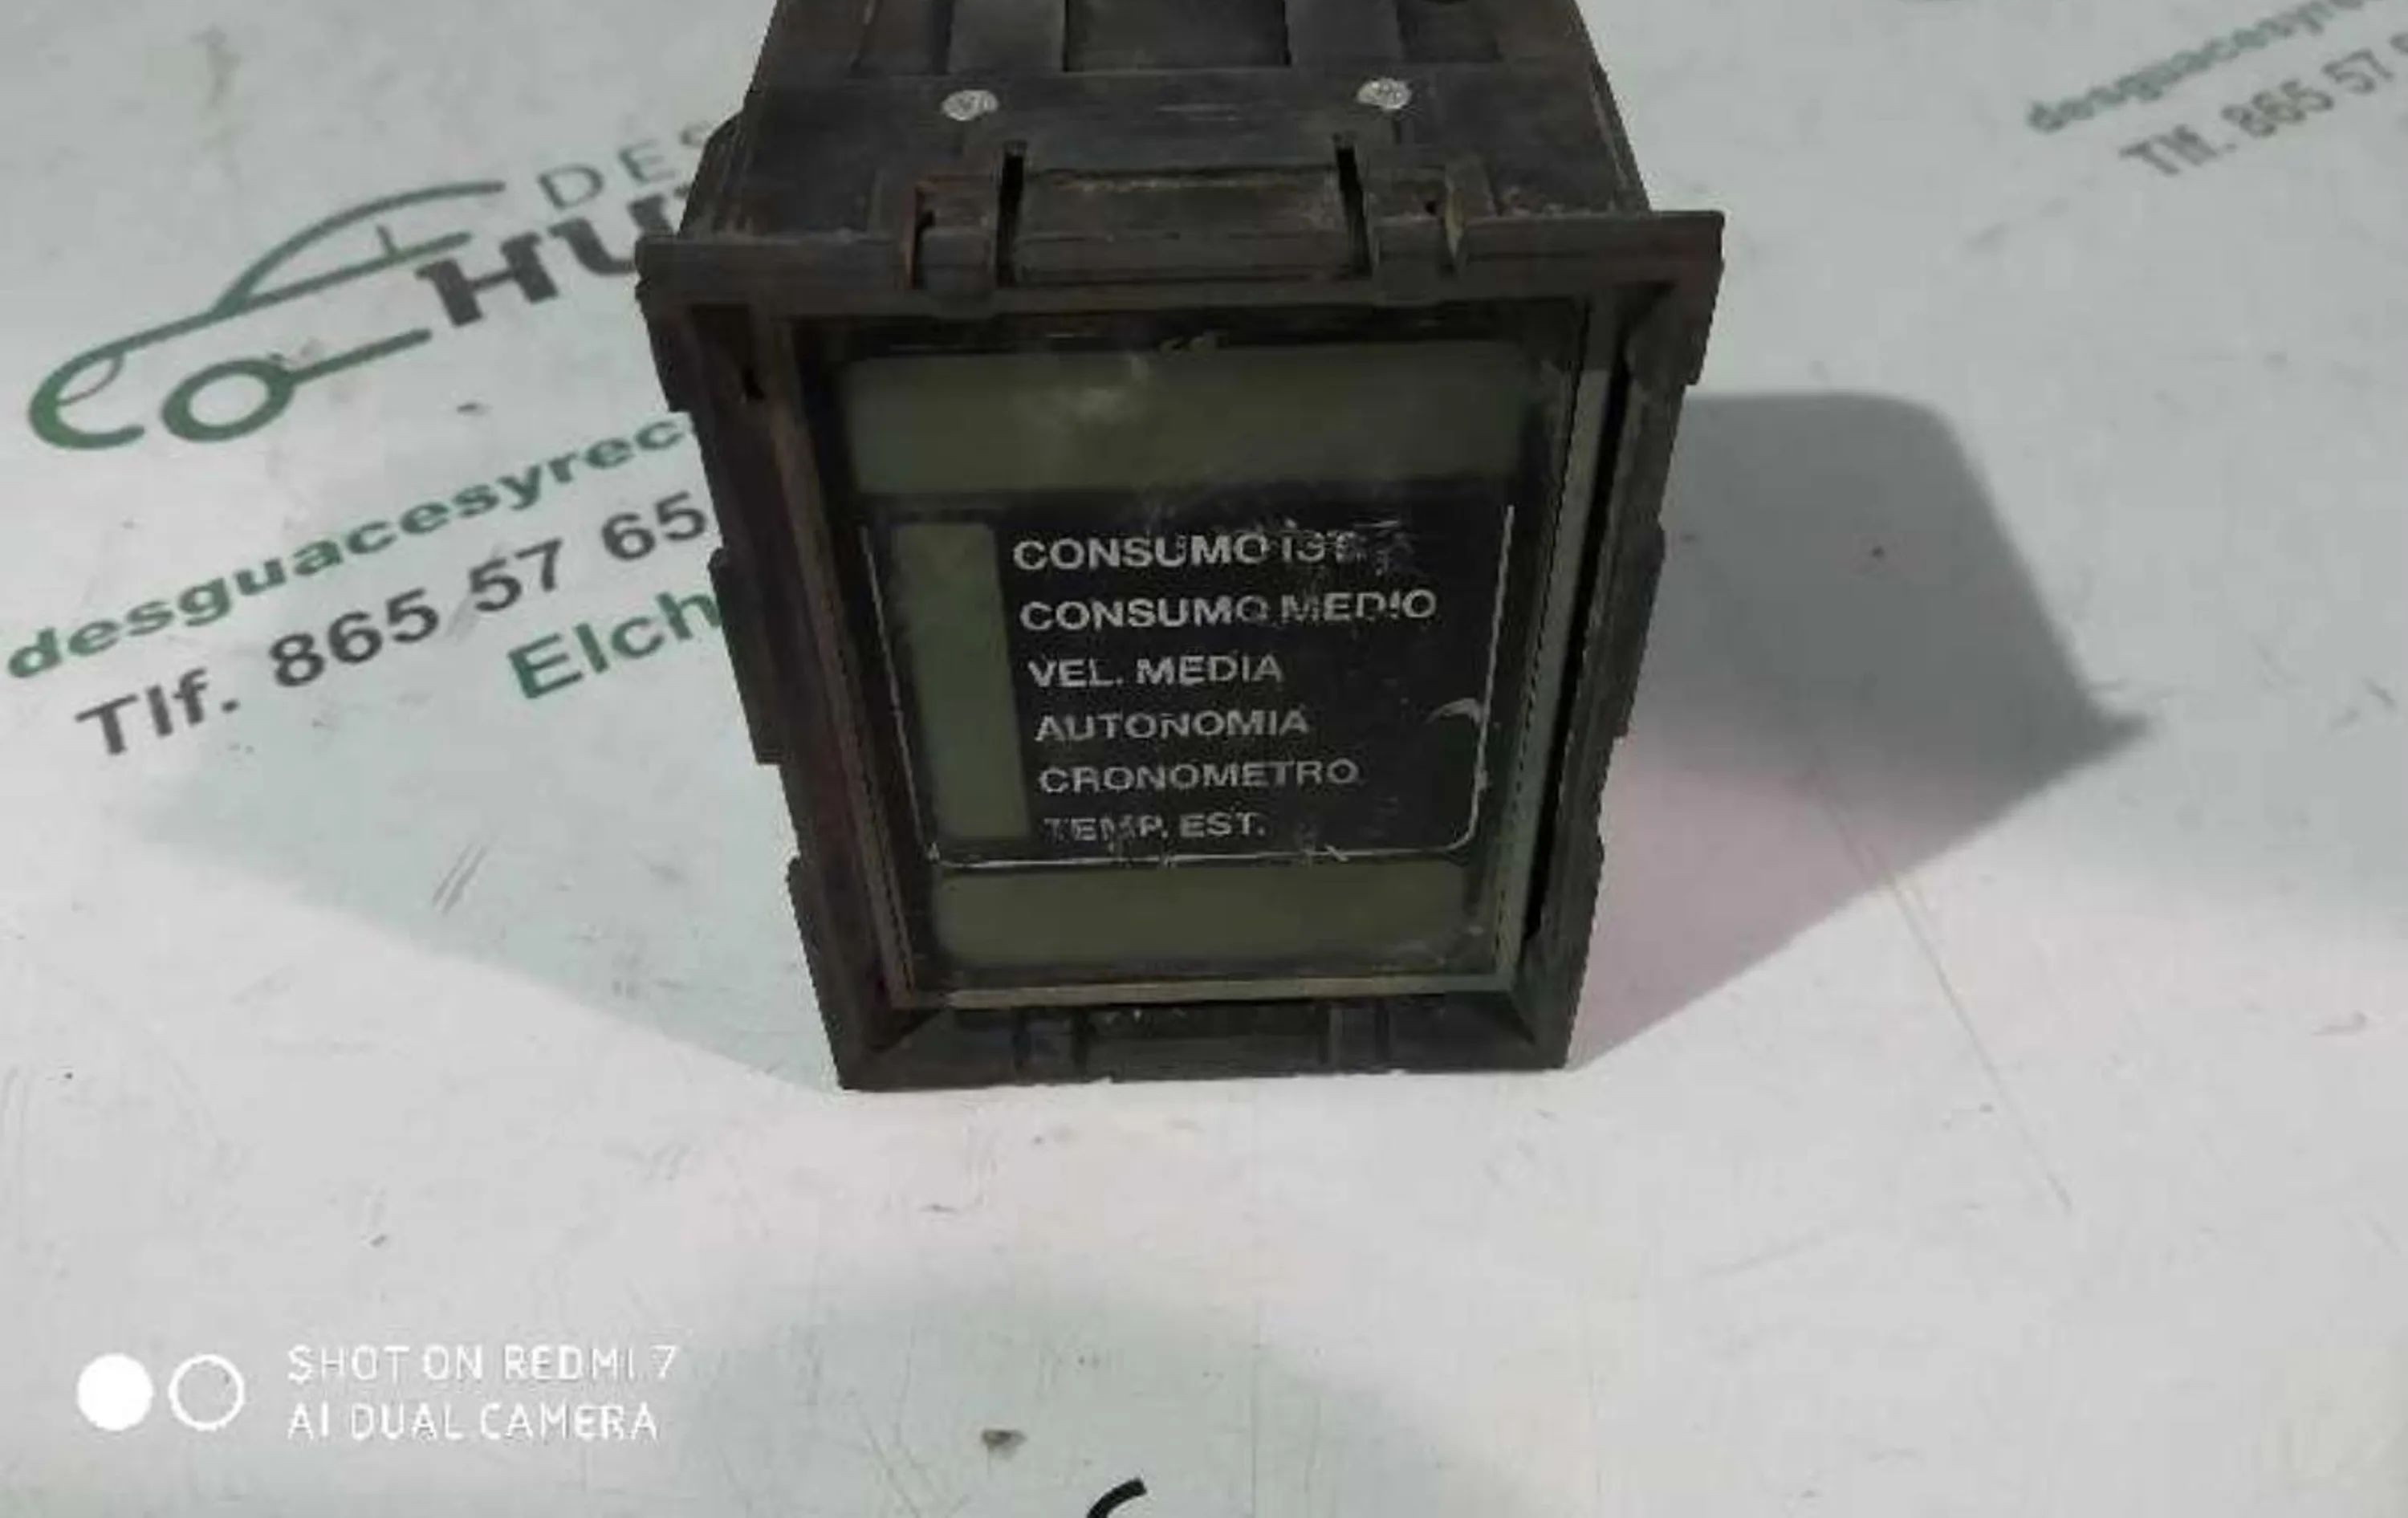 DES
HU
desguacesyrec
Tlf. 865 57 65
Elch
desguacesyre
Tlf. 865 57
CONSUMO IST.
CONSUMO MEDIO
VEL. MEDIA
AUTONOMIA
CRONOMETRO
TEMP. EST.
SHOT ON REDMI 7
AI DUAL CAMERA